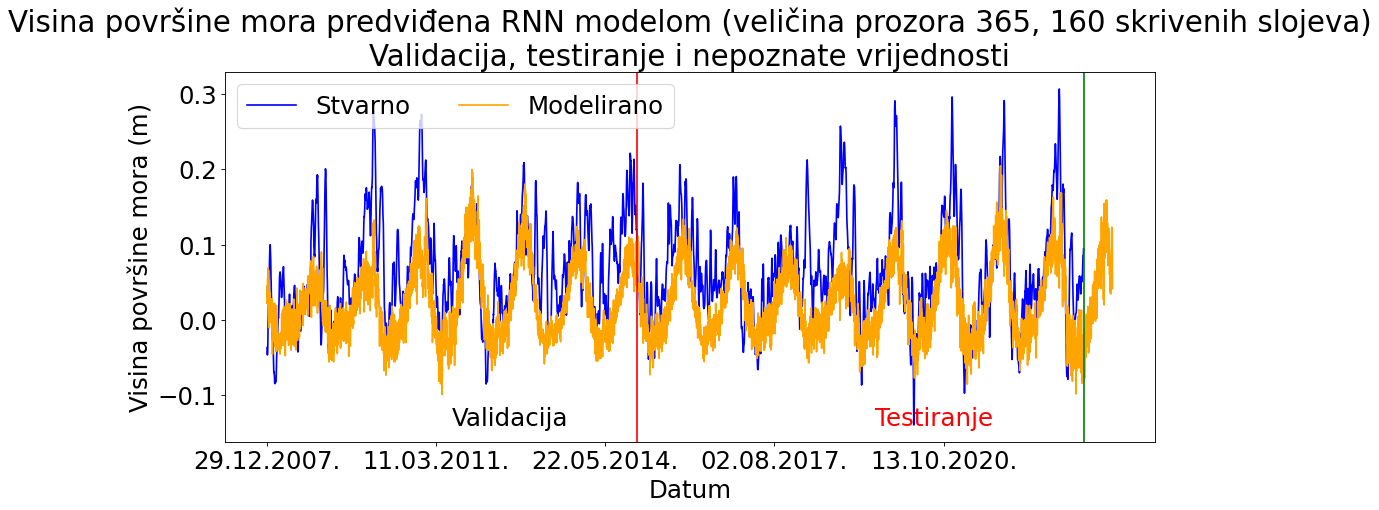 Visina površine mora predviđena RNN modelom (veličina prozora 365, 160 skrivenih slojeva)
Validacija, testiranje i nepoznate vrijednosti
Stvarno Modelirano
Visina površine mora (m)
0.3
0.2
0.1
0.0
−0.1
Validacija Testiranje
29.12.2007. 11.03.2011. 22.05.2014. 02.08.2017. 13.10.2020.
Datum